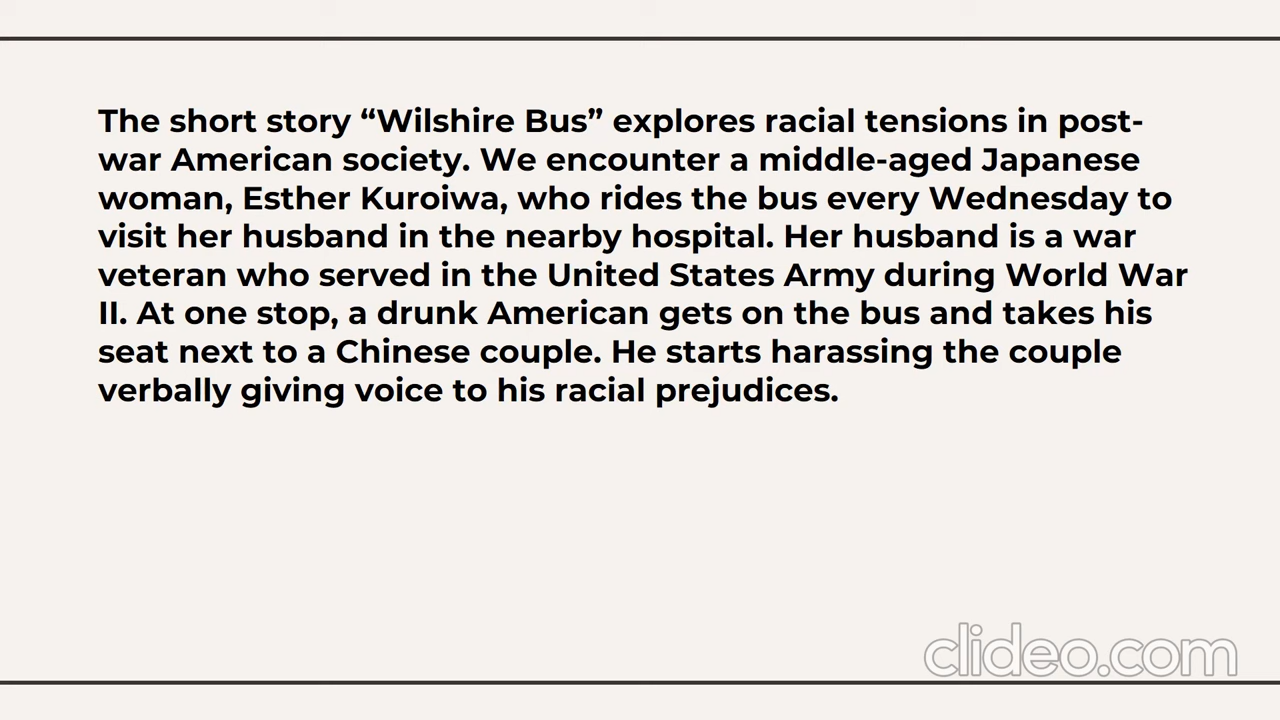 The short story “Wilshire Bus” explores racial tensions in post-
war American society. We encounter a middle-aged Japanese
woman, Esther Kuroiwa, who rides the bus every Wednesday to
visit her husband in the nearby hospital. Her husband is a war
veteran who served in the United States Army during World War
II. At one stop, a drunk American gets on the bus and takes his
seat next to a Chinese couple. He starts harassing the couple
verbally giving voice to his racial prejudices.
clideo.com